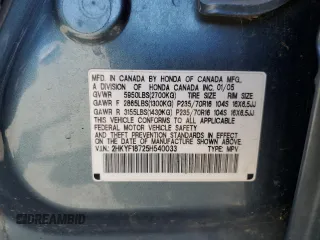 MFD. IN CANADA BY HONDA OF CANADA MFG.,
A DIVISION OF HONDA CANADA INC. 01/05
GVWR 5950LBS(2700KG) TIRE SIZE RIM SIZE
GAWR F 2865LBS(1300KG) P235/70R16 104S 16X6.5JJ
GAWR R 3155LBS(1430KG) P235/70R16 104S 16X6.5JJ
THIS VEHICLE CONFORMS TO ALL APPLICABLE
FEDERAL MOTOR VEHICLE SAFETY
AND THEFT PREVENTION STANDARDS IN EFFECT
ON THE DATE OF MANUFACTURE SHOWN ABOVE.
V.I.N.: 2HKYF18725H540033 TYPE: MPV